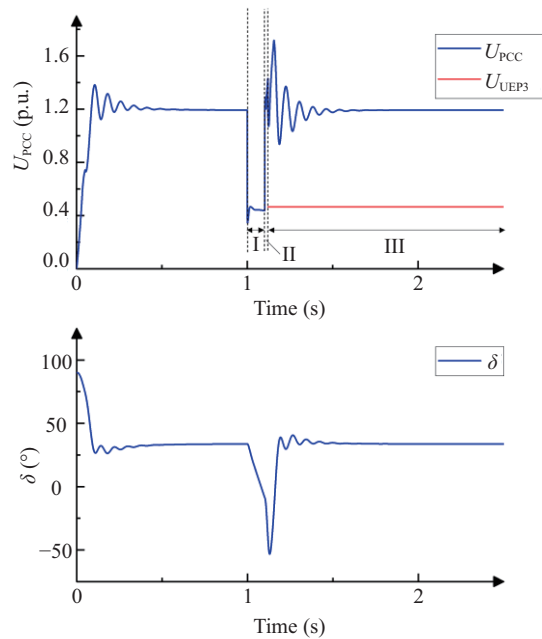 1.6
1.2
0.8
0.4
0.0
U_PCC (p.u.)
U_PCC
U_UEP3
I
II
III
0
1
2
Time (s)
100
50
0
−50
δ (°)
δ
0
1
2
Time (s)